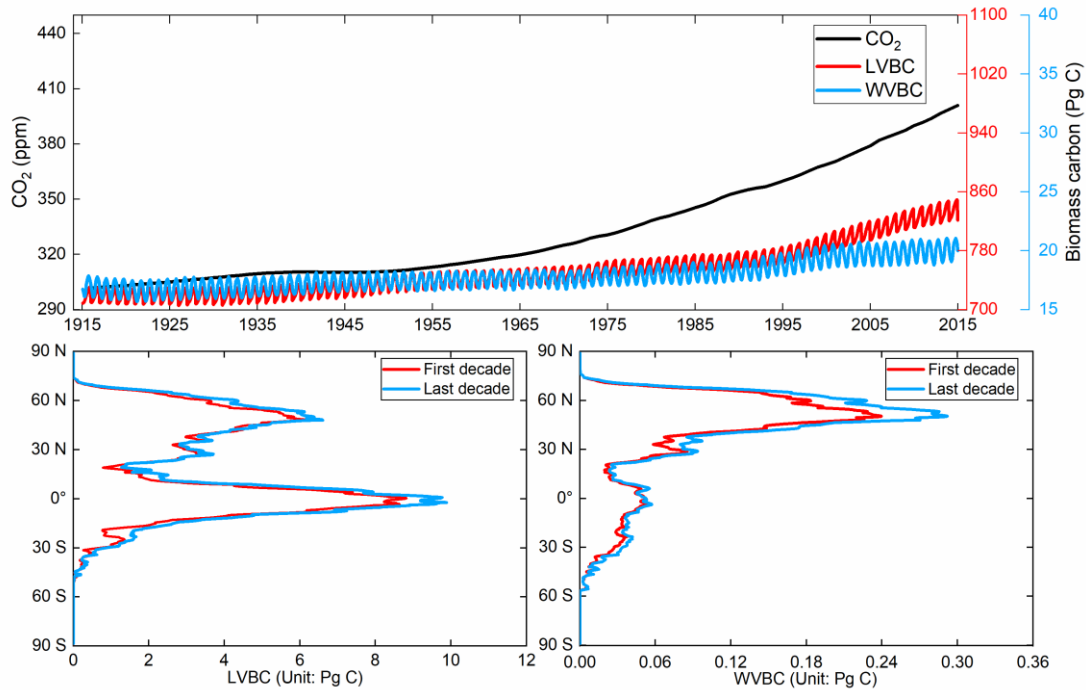 440
410
380
350
320
290
CO2 (ppm)
1915
1925
1935
1945
1955
1965
1975
1985
1995
2005
2015
CO2
LVBC
WVBC
1100
1020
940
860
780
700
40
35
30
25
20
15
Biomass carbon (Pg C)
90 N
60 N
30 N
0°
30 S
60 S
90 S
First decade
Last decade
0
2
4
6
8
10
12
LVBC (Unit: Pg C)
90 N
60 N
30 N
0°
30 S
60 S
90 S
First decade
Last decade
0.00
0.06
0.12
0.18
0.24
0.30
0.36
WVBC (Unit: Pg C)